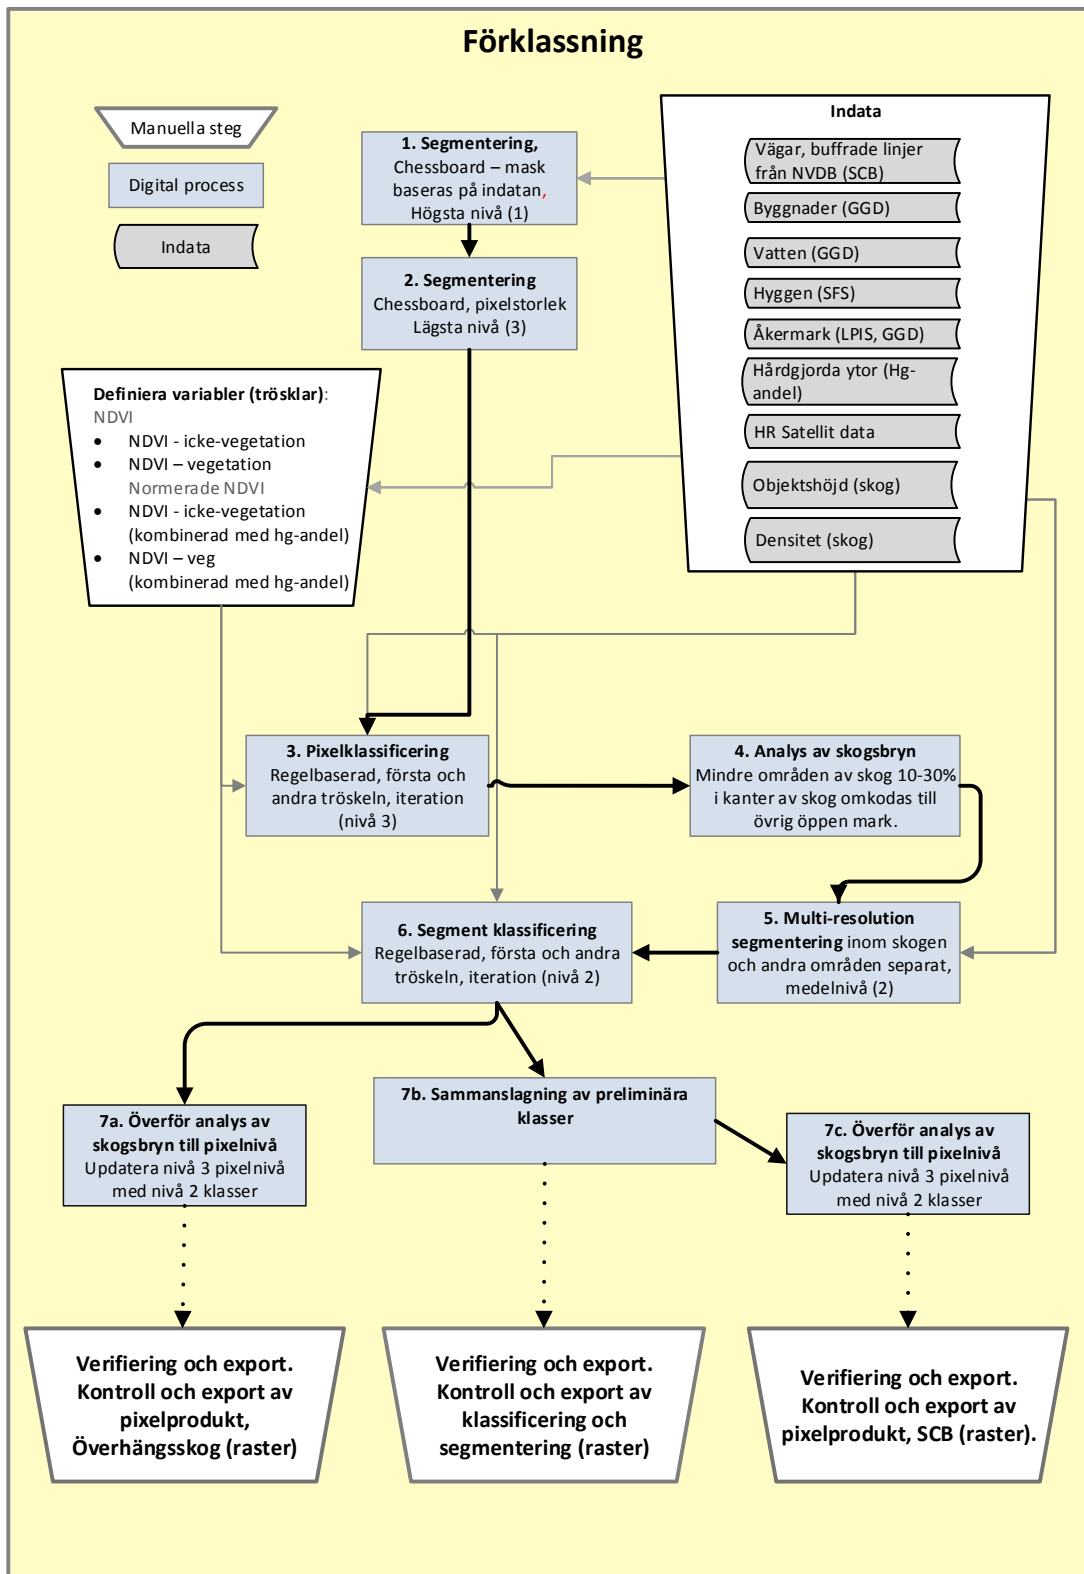 Förklassning
Manuella steg
Digital process
Indata
1. Segmentering,
Chessboard – mask
baseras på indatan,
Högsta nivå (1)
2. Segmentering
Chessboard, pixelstorlek
Lägsta nivå (3)
Indata
Vägar, buffrade linjer
från NVDB (SCB)
Byggnader (GGD)
Vatten (GGD)
Hyggen (SFS)
Åkermark (LPIS, GGD)
Hårdgjorda ytor (Hg-
andel)
HR Satellit data
Objektshöjd (skog)
Densitet (skog)
Definiera variabler (trösklar):
NDVI
• NDVI - icke-vegetation
• NDVI – vegetation
Normerade NDVI
• NDVI - icke-vegetation
(kombinerad med hg-andel)
• NDVI – veg
(kombinerad med hg-andel)
3. Pixelklassificering
Regelbaserad, första och
andra tröskeln, iteration
(nivå 3)
4. Analys av skogsbryn
Mindre områden av skog 10-30%
i kanter av skog omkodas till
övrig öppen mark.
6. Segment klassificering
Regelbaserad, första och andra
tröskeln, iteration (nivå 2)
5. Multi-resolution
segmentering inom skogen
och andra områden separat,
medelnivå (2)
7a. Överför analys av
skogsbryn till pixelnivå
Updatera nivå 3 pixelnivå
med nivå 2 klasser
7b. Sammanslagning av preliminära
klasser
7c. Överför analys av
skogsbryn till pixelnivå
Updatera nivå 3 pixelnivå
med nivå 2 klasser
Verifiering och export.
Kontroll och export av
pixelprodukt,
Överhängsskog (raster)
Verifiering och export.
Kontroll och export av
klassificering och
segmentering (raster)
Verifiering och export.
Kontroll och export av
pixelprodukt, SCB (raster).